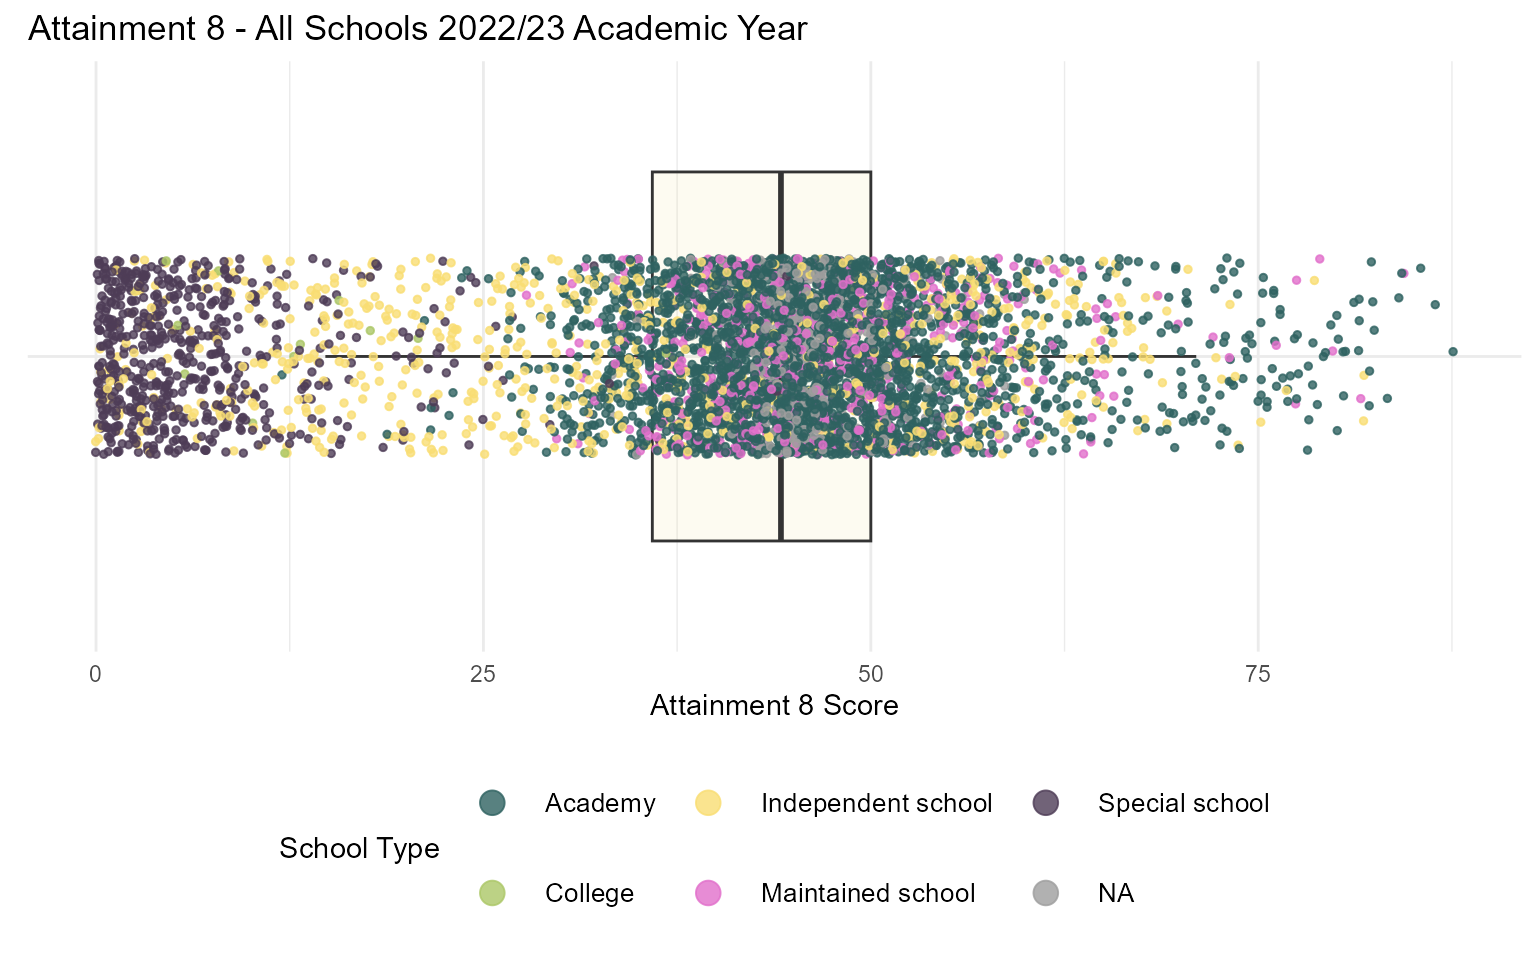 Attainment 8 - All Schools 2022/23 Academic Year
0 25 50 75
Attainment 8 Score
School Type
Academy Independent school Special school
College Maintained school NA